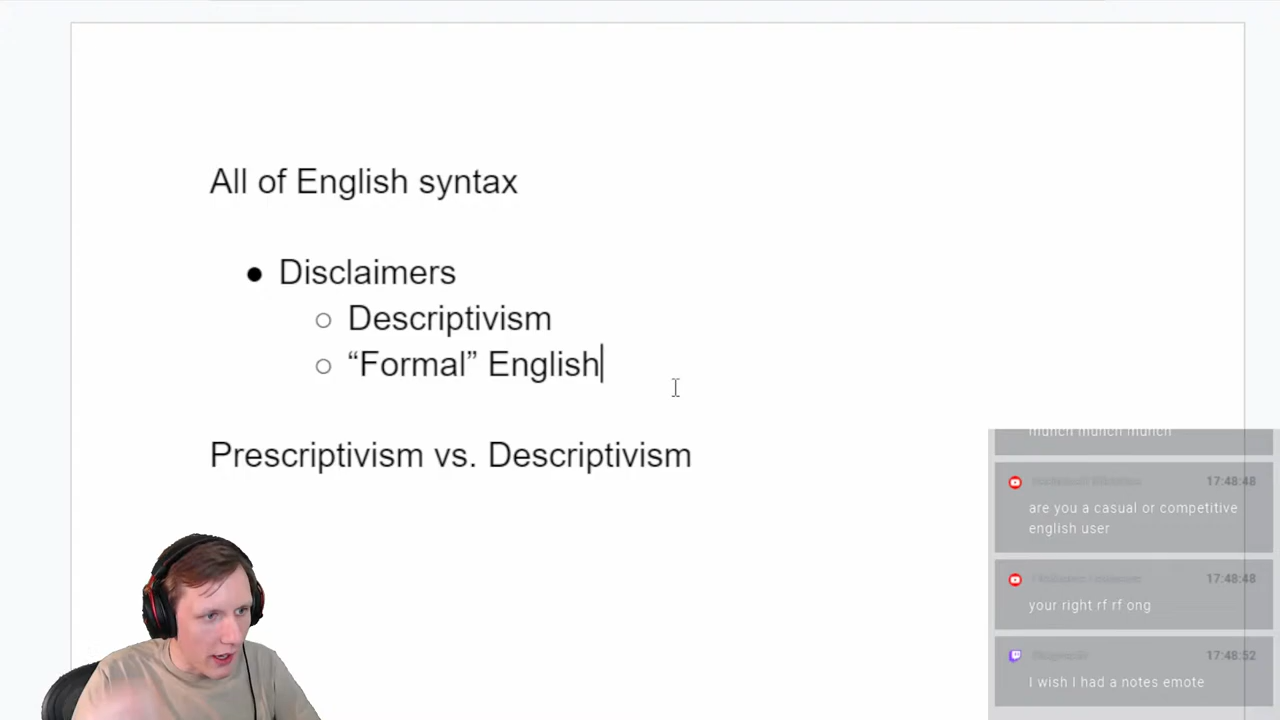 All of English syntax
● Disclaimers
○ Descriptivism
○ “Formal” English
Prescriptivism vs. Descriptivism
munch munch munch
17:48:48
are you a casual or competitive
english user
17:48:48
your right rf rf ong
17:48:52
I wish I had a notes emote